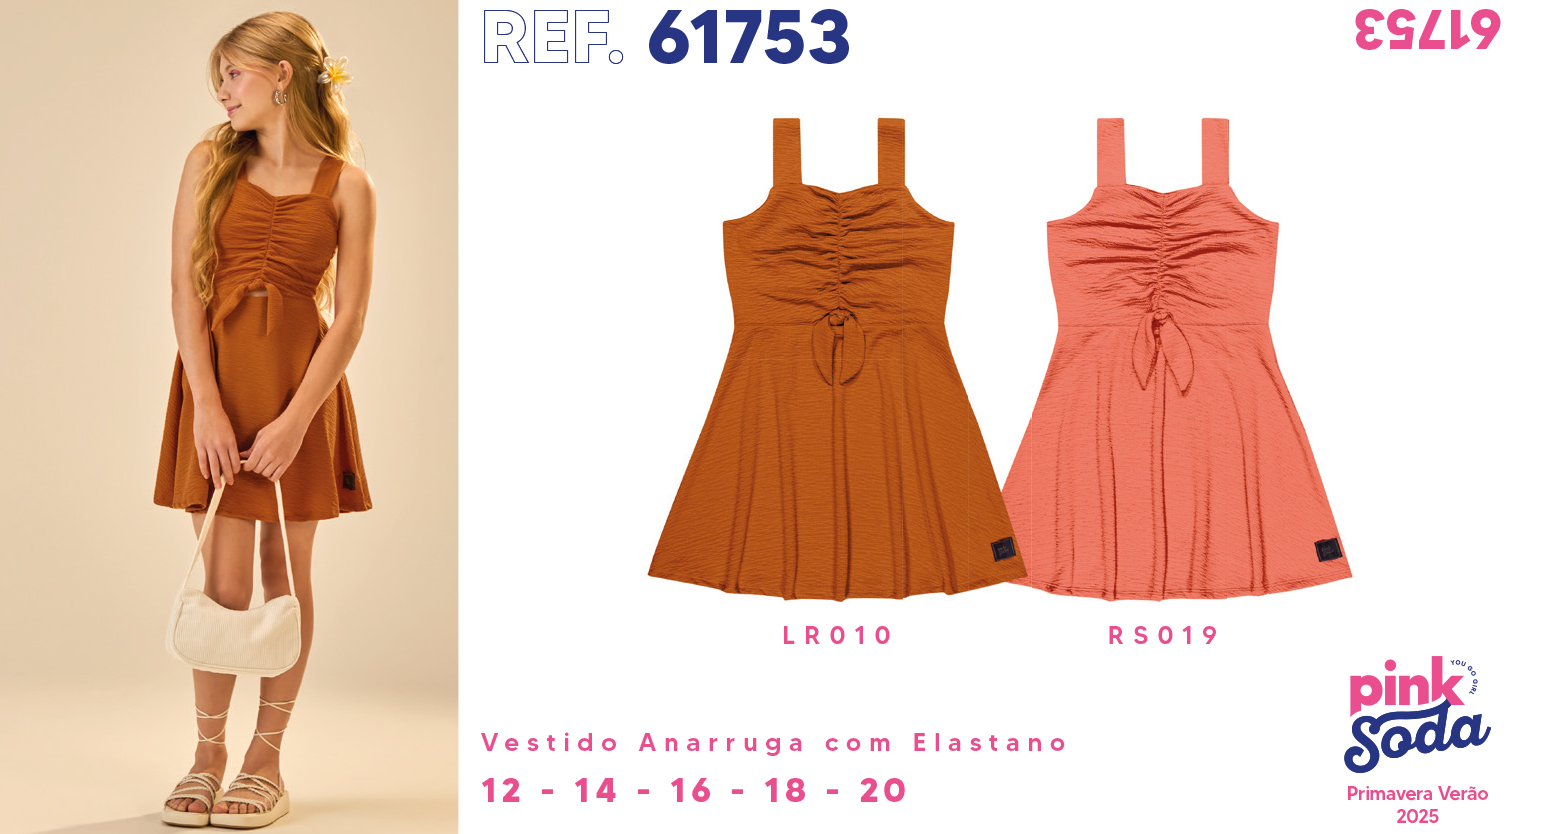 REF. 61753
61753
LR010
RS019
Vestido Anarruga com Elastano
12 - 14 - 16 - 18 - 20
pink
YOU GO GIRL
Soda
Primavera Verão
2025